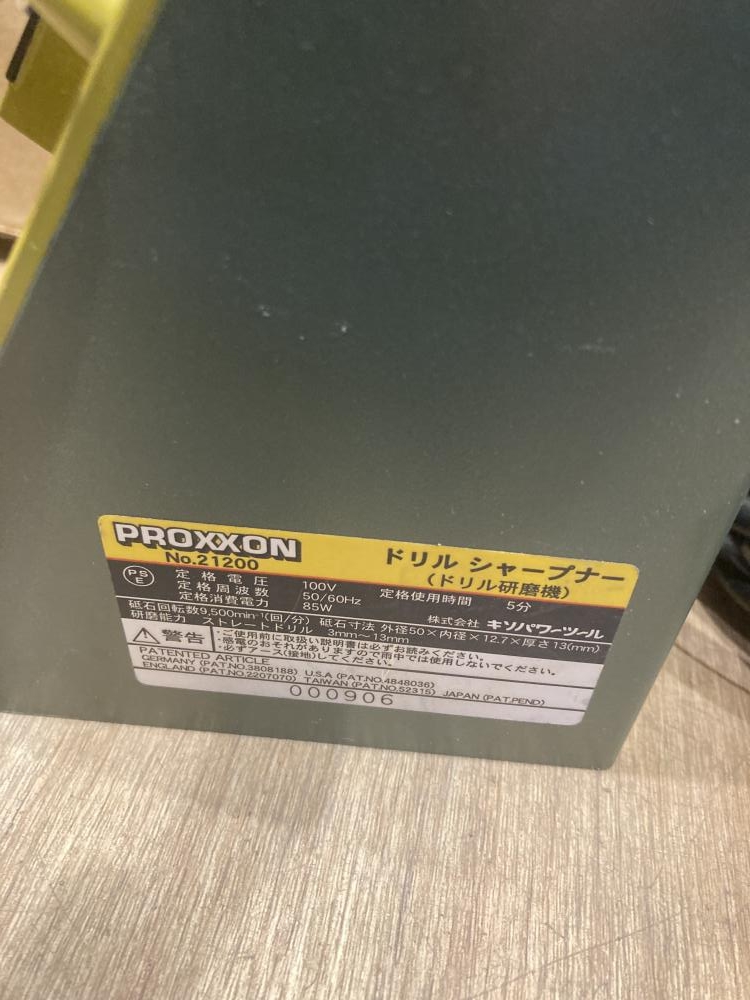 PROXXON
No.21200
ドリル シャープナー
(ドリル研磨機)
PSE
定格電圧 100V
定格周波数 50/60Hz 定格使用時間 5分
定格消費電力 85W
株式会社 キソパワーツール
砥石回転数9,500min⁻¹(回/分) 砥石寸法 外径50×内径×12.7×厚さ13(mm)
研磨能力 ストレートドリル 3mm〜13mm
警告
・ご使用前に取扱い説明書は必ずお読みください。
・感電のおそれがありますので雨中では使用しないでください。
・必ずアース(接地)してください。
PATENTED ARTICLE
GERMANY (PAT.NO.3808188) U.S.A (PAT.NO.4848036)
ENGLAND (PAT.NO.2207070) TAIWAN (PAT.NO.52315) JAPAN (PAT.PEND)
000906